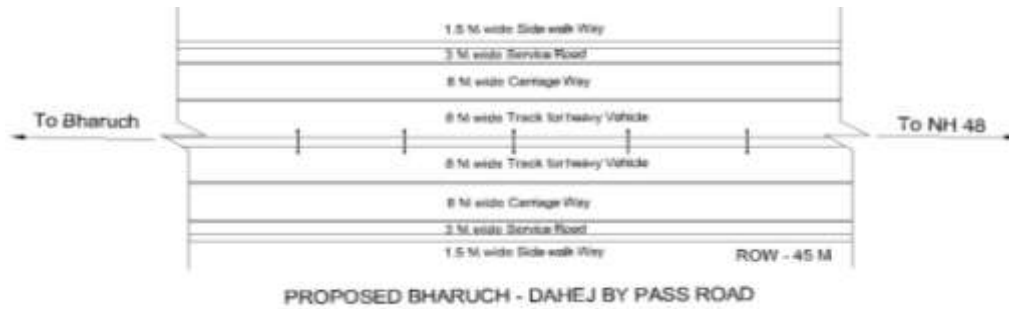 1.5 M wide Side walk Way
3 M wide Service Road
8 M wide Carriage Way
8 M wide Track for heavy Vehicle
To Bharuch
To NH 48
8 M wide Track for heavy Vehicle
8 M wide Carriage Way
3 M wide Service Road
1.5 M wide Side walk Way
ROW - 45 M
PROPOSED BHARUCH - DAHEJ BY PASS ROAD